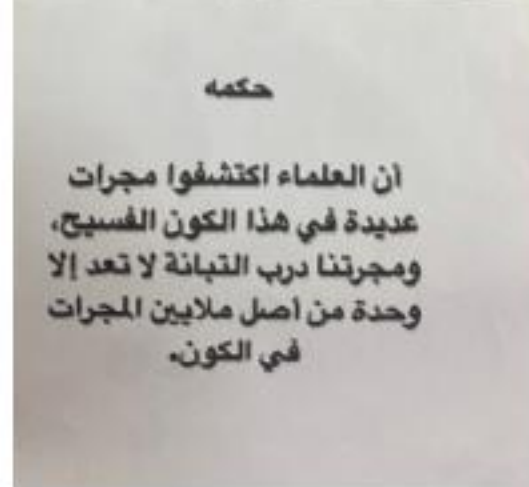 حكمه
أن العلماء اكتشفوا مجرات
عديدة في هذا الكون الفسيح،
ومجرتنا درب التبانة لا تعد إلا
وحدة من أصل ملايين المجرات
في الكون.